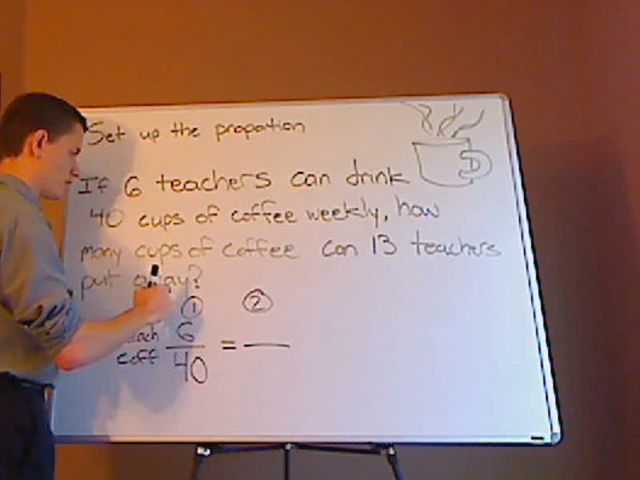 Set up the proportion
If 6 teachers can drink
40 cups of coffee weekly, how
many cups of coffee can 13 teachers
put away?
1 2
6
= 
coff 40